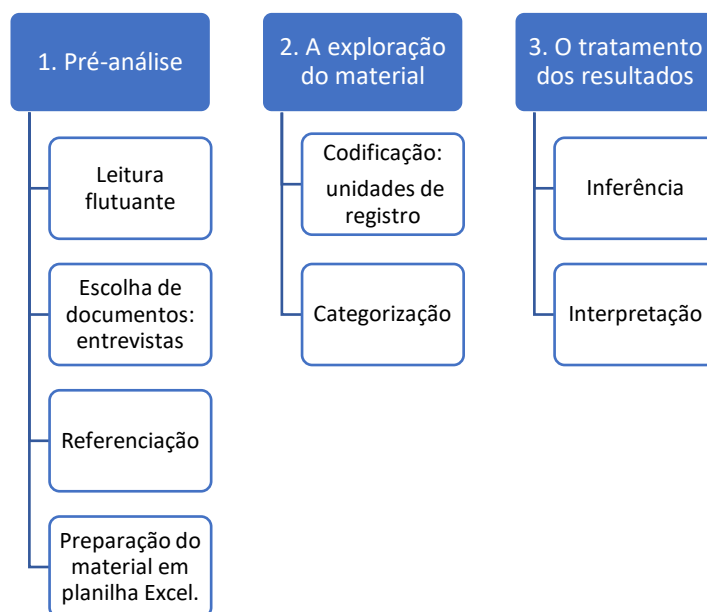 1. Pré-análise
Leitura
flutuante
Escolha de
documentos:
entrevistas
Referenciação
Preparação do
material em
planilha Excel.
2. A exploração
do material
Codificação:
unidades de
registro
Categorização
3. O tratamento
dos resultados
Inferência
Interpretação